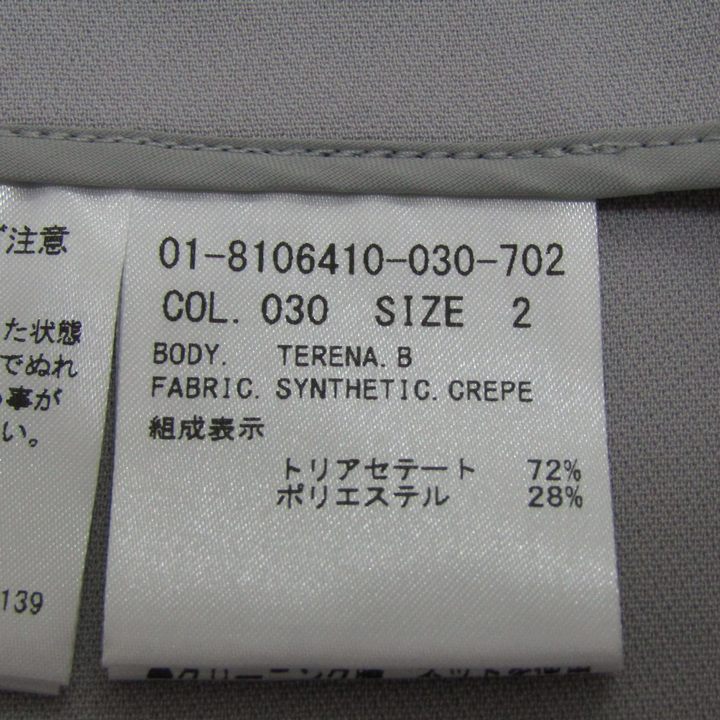 注意
た状態
でぬれ
事が
い。
139
01-8106410-030-702
COL. 030 SIZE 2
BODY. TERENA.B
FABRIC. SYNTHETIC.CREPE
組成表示
トリアセテート 72%
ポリエステル 28%